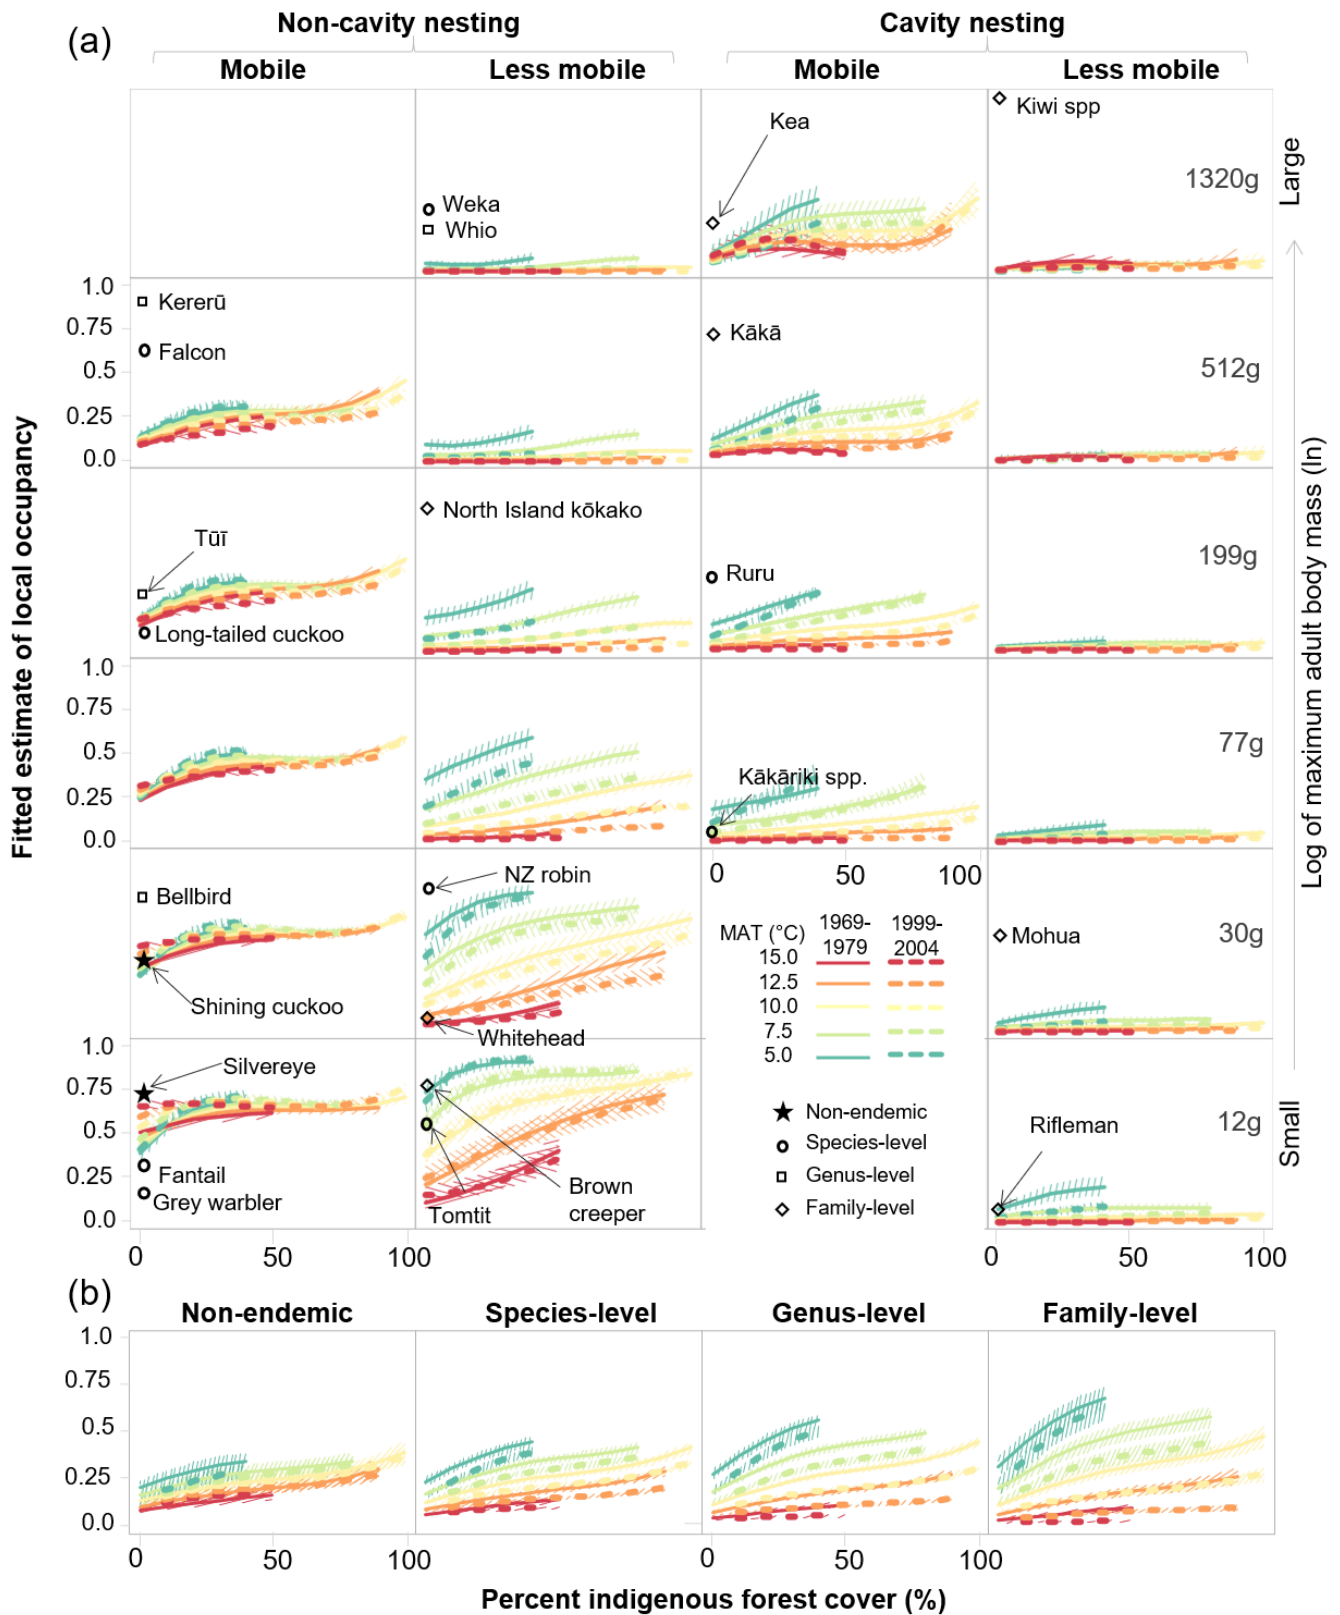 (a)
Non-cavity nesting
Cavity nesting
Mobile
Less mobile
Mobile
Less mobile
Kea
Kiwi spp
1320g
Large
Weka
Whio
1.0
0.75
0.5
0.25
0.0
Kererū
Falcon
Kākā
512g
Tūī
Long-tailed cuckoo
North Island kōkako
Ruru
199g
1.0
0.75
0.5
0.25
0.0
Kākāriki spp.
77g
0
50
100
Bellbird
Shining cuckoo
NZ robin
Whitehead
Mohua
30g
MAT (°C)
1969-
1979
1999-
2004
15.0
12.5
10.0
7.5
5.0
1.0
0.75
0.5
0.25
0.0
Silvereye
Fantail
Grey warbler
Tomtit
Brown
creeper
Non-endemic
Species-level
Genus-level
Family-level
Rifleman
12g
Small
0
50
100
0
50
100
Fitted estimate of local occupancy
Log of maximum adult body mass (ln)
(b)
Non-endemic
Species-level
Genus-level
Family-level
1.0
0.75
0.5
0.25
0.0
0
50
100
0
50
100
Percent indigenous forest cover (%)